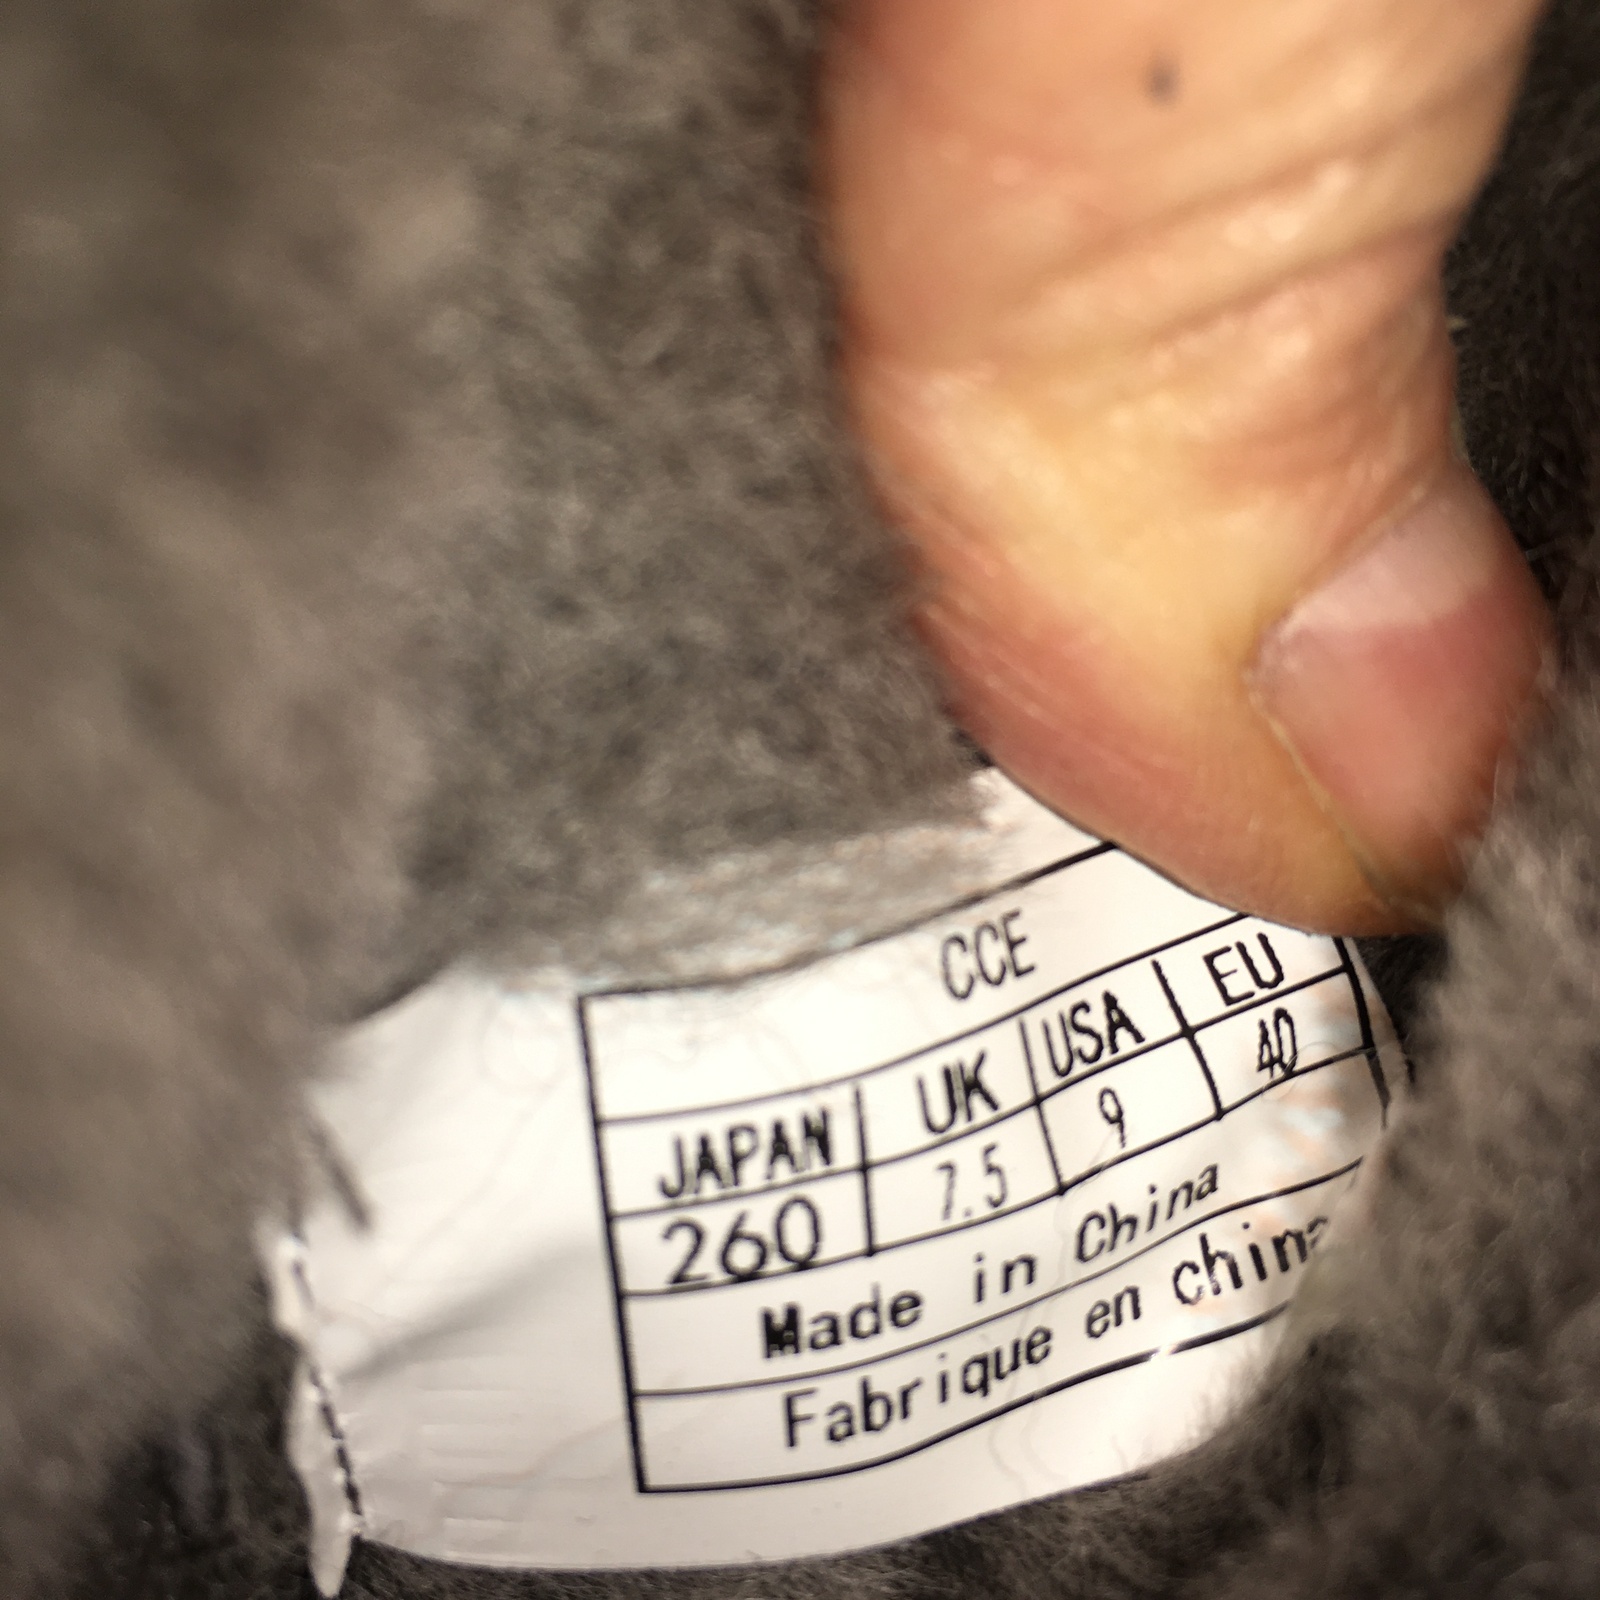 CCE
JAPAN UK USA EU
260 7.5 9 40
Made in China
Fabrique en china